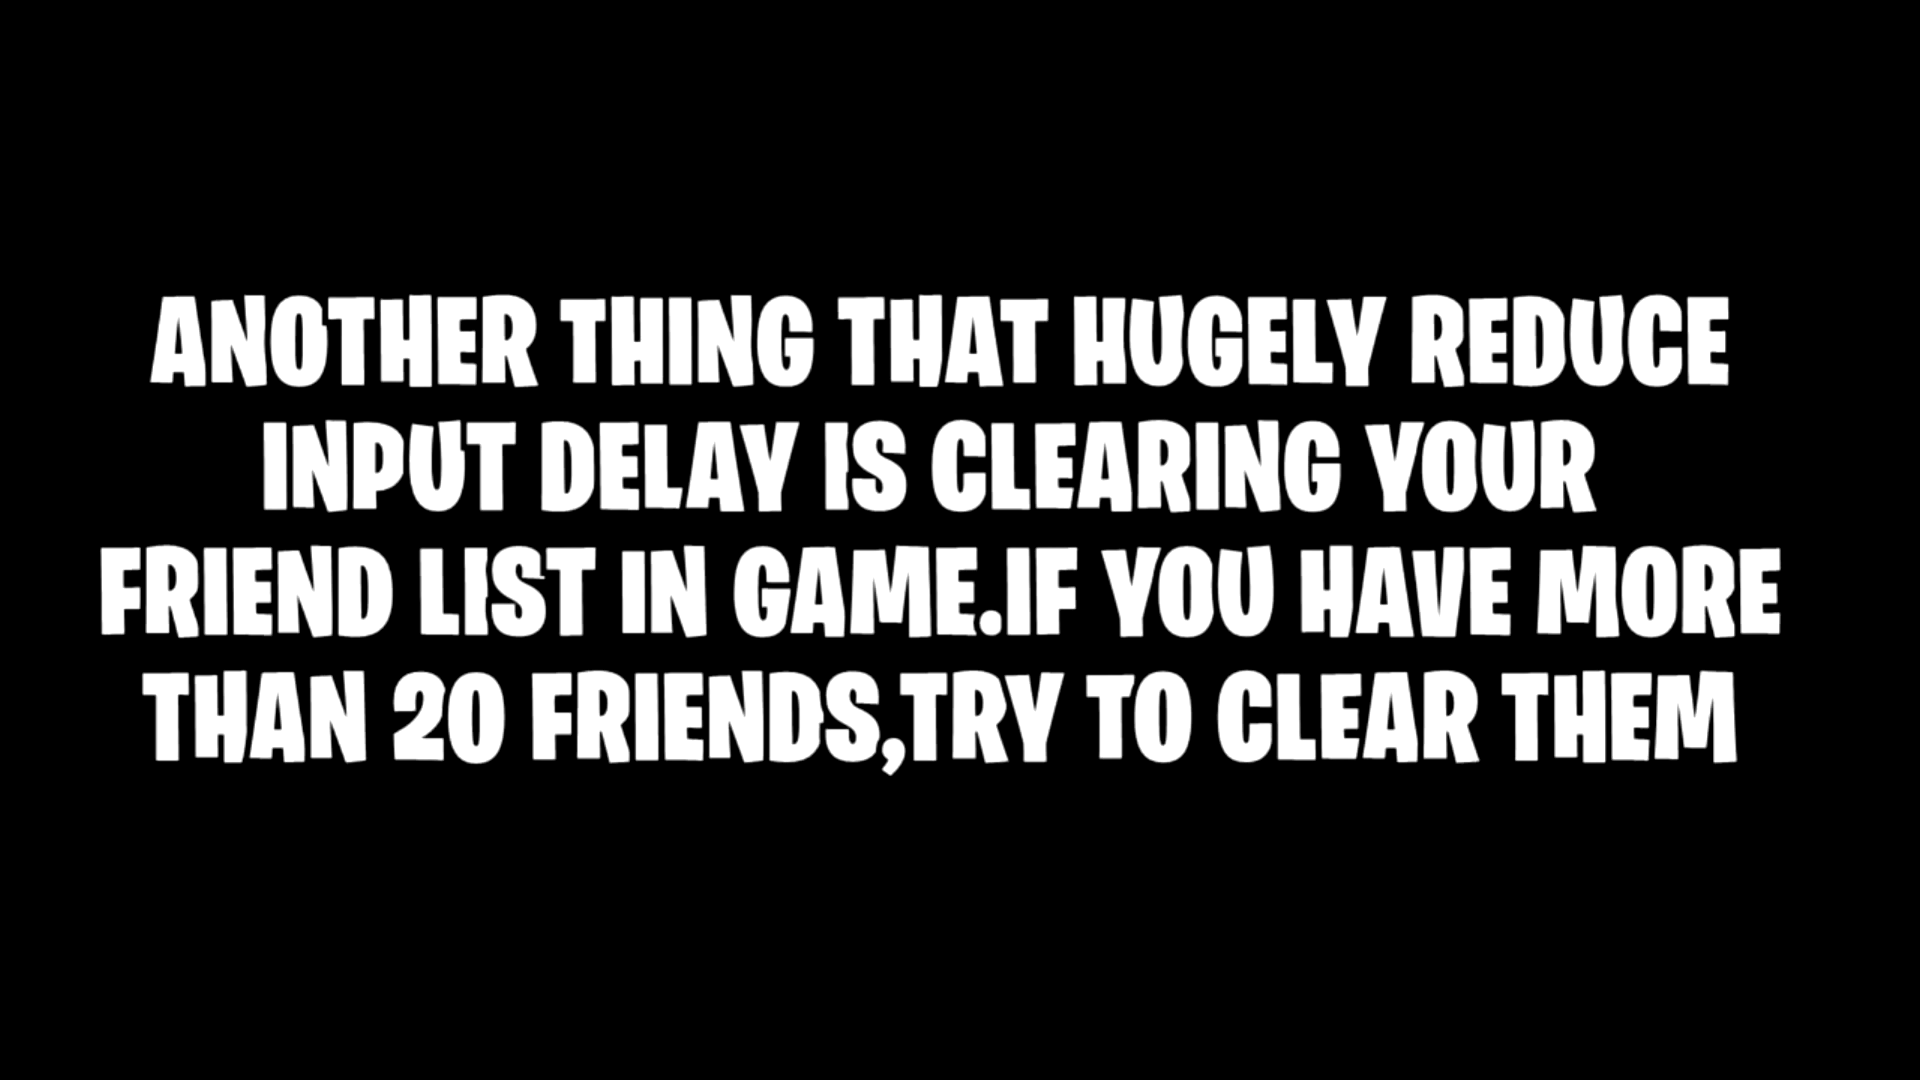 ANOTHER THING THAT HUGELY REDUCE
INPUT DELAY IS CLEARING YOUR
FRIEND LIST IN GAME.IF YOU HAVE MORE
THAN 20 FRIENDS,TRY TO CLEAR THEM